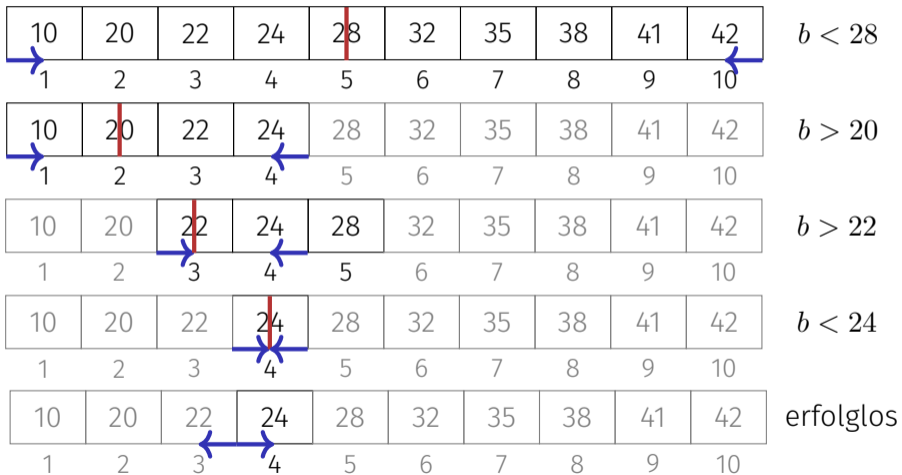 10 20 22 24 28 32 35 38 41 42 b < 28
1 2 3 4 5 6 7 8 9 10
10 20 22 24 28 32 35 38 41 42 b > 20
1 2 3 4 5 6 7 8 9 10
10 20 22 24 28 32 35 38 41 42 b > 22
1 2 3 4 5 6 7 8 9 10
10 20 22 24 28 32 35 38 41 42 b < 24
1 2 3 4 5 6 7 8 9 10
10 20 22 24 28 32 35 38 41 42 erfolglos
1 2 3 4 5 6 7 8 9 10